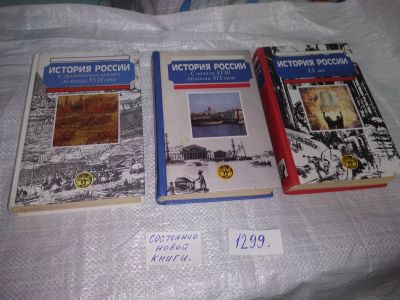 ИСТОРИЯ РОССИИ
С древнейших времен
до конца XVII века
ИСТОРИЯ РОССИИ
С начала XVIII
до конца XIX века
ИСТОРИЯ РОССИИ
XX век
СОСТОЯНИЕ
НОВОЙ
КНИГИ.
1299.